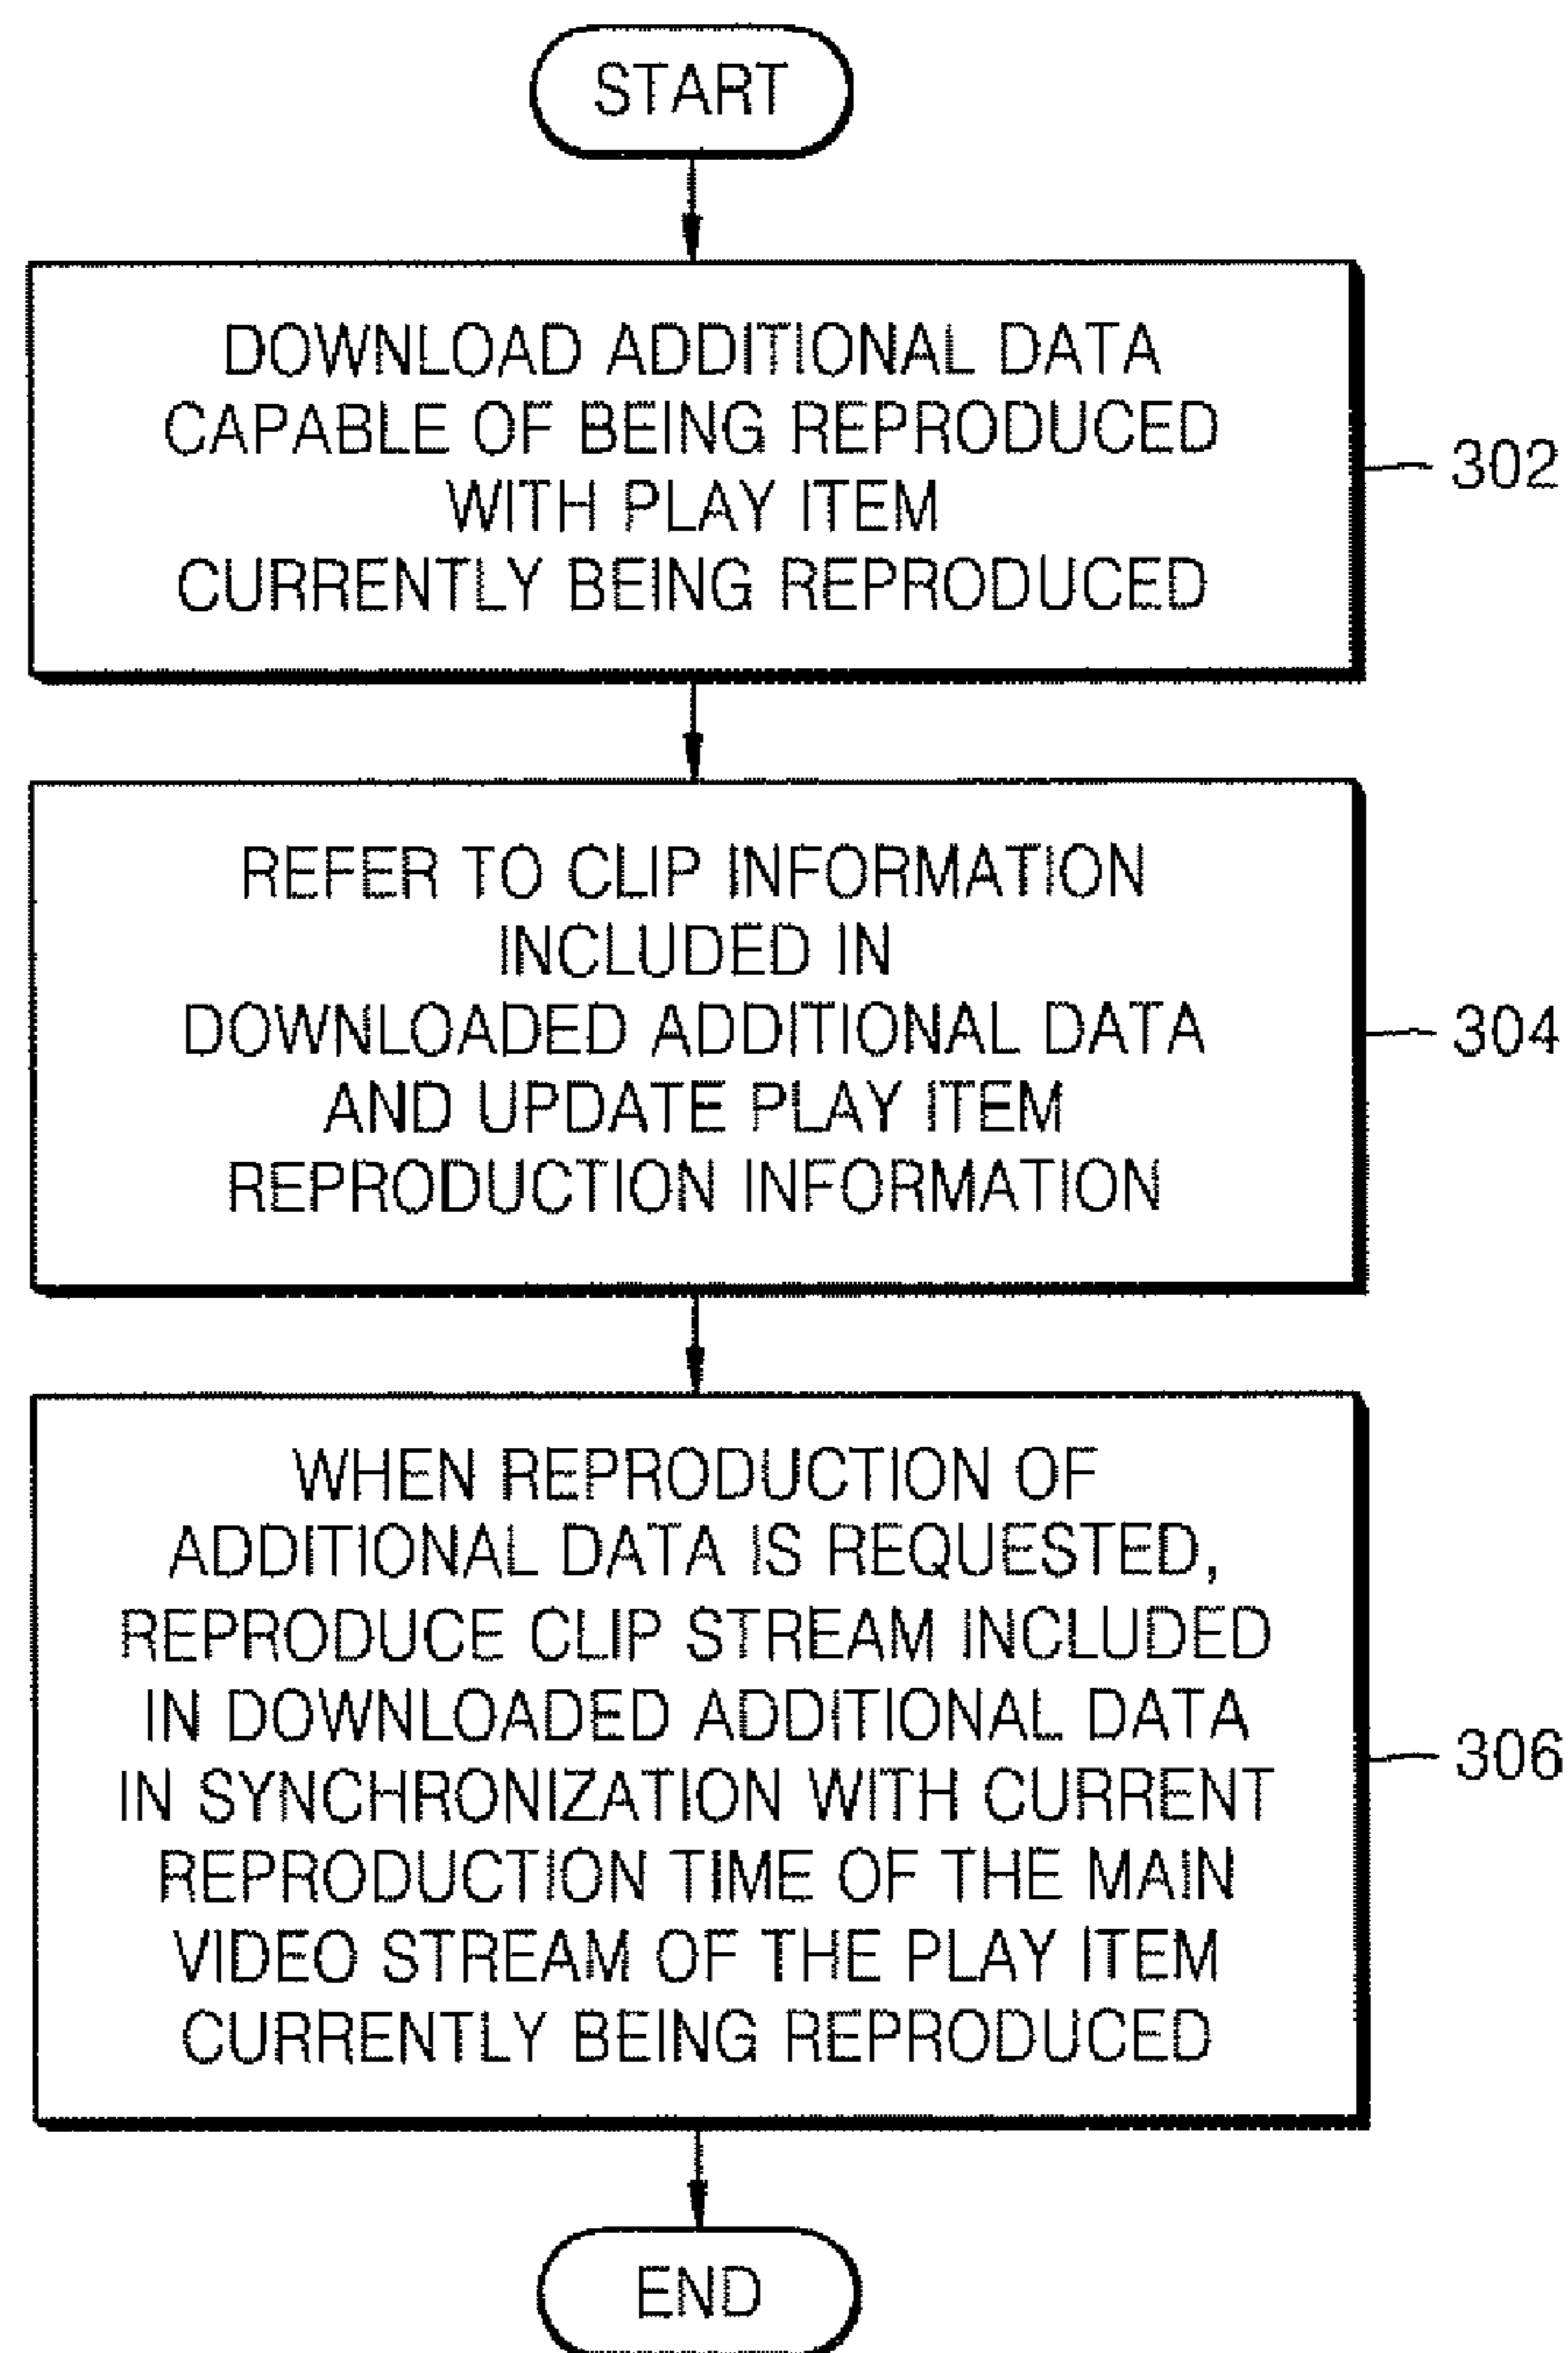 START
DOWNLOAD ADDITIONAL DATA
CAPABLE OF BEING REPRODUCED
WITH PLAY ITEM
CURRENTLY BEING REPRODUCED
302
REFER TO CLIP INFORMATION
INCLUDED IN
DOWNLOADED ADDITIONAL DATA
AND UPDATE PLAY ITEM
REPRODUCTION INFORMATION
304
WHEN REPRODUCTION OF
ADDITIONAL DATA IS REQUESTED,
REPRODUCE CLIP STREAM INCLUDED
IN DOWNLOADED ADDITIONAL DATA
IN SYNCHRONIZATION WITH CURRENT
REPRODUCTION TIME OF THE MAIN
VIDEO STREAM OF THE PLAY ITEM
CURRENTLY BEING REPRODUCED
306
END